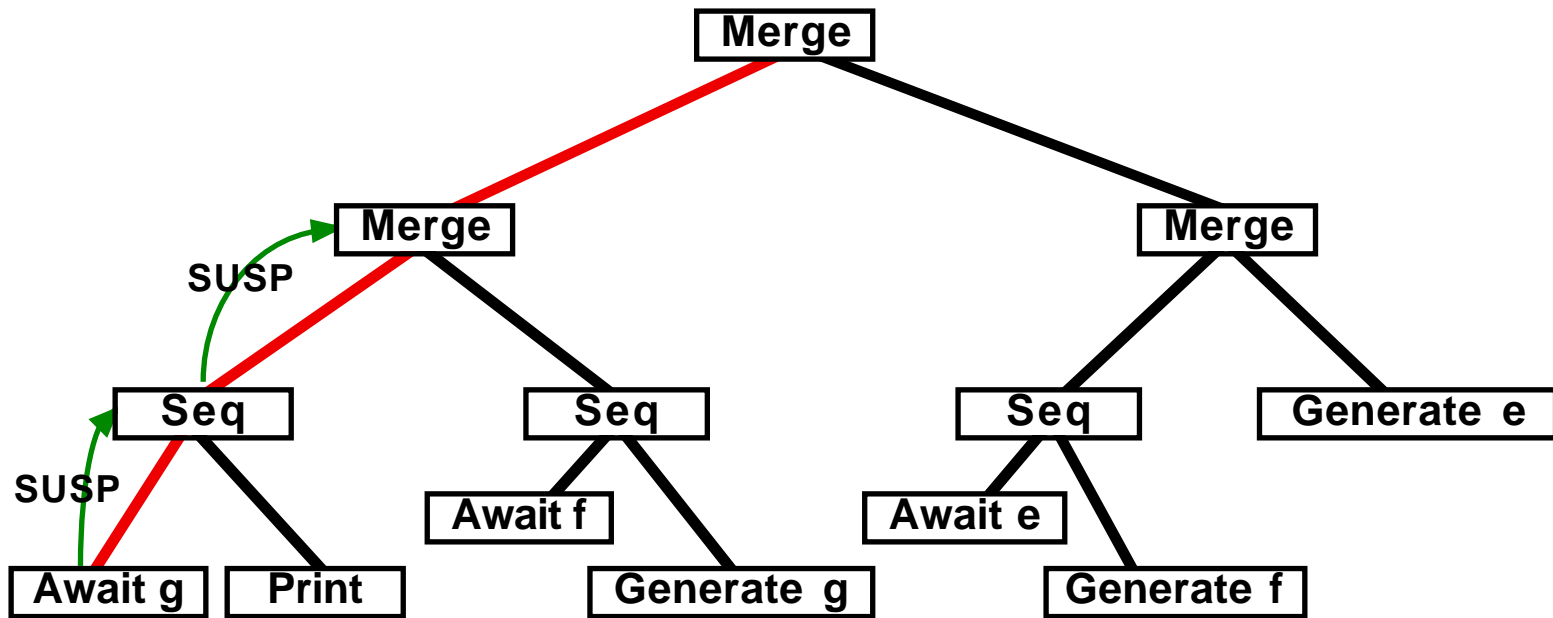 Merge
Merge
Merge
SUSP
Seq
Seq
Seq
Generate e
SUSP
Await f
Await e
Await g
Print
Generate g
Generate f